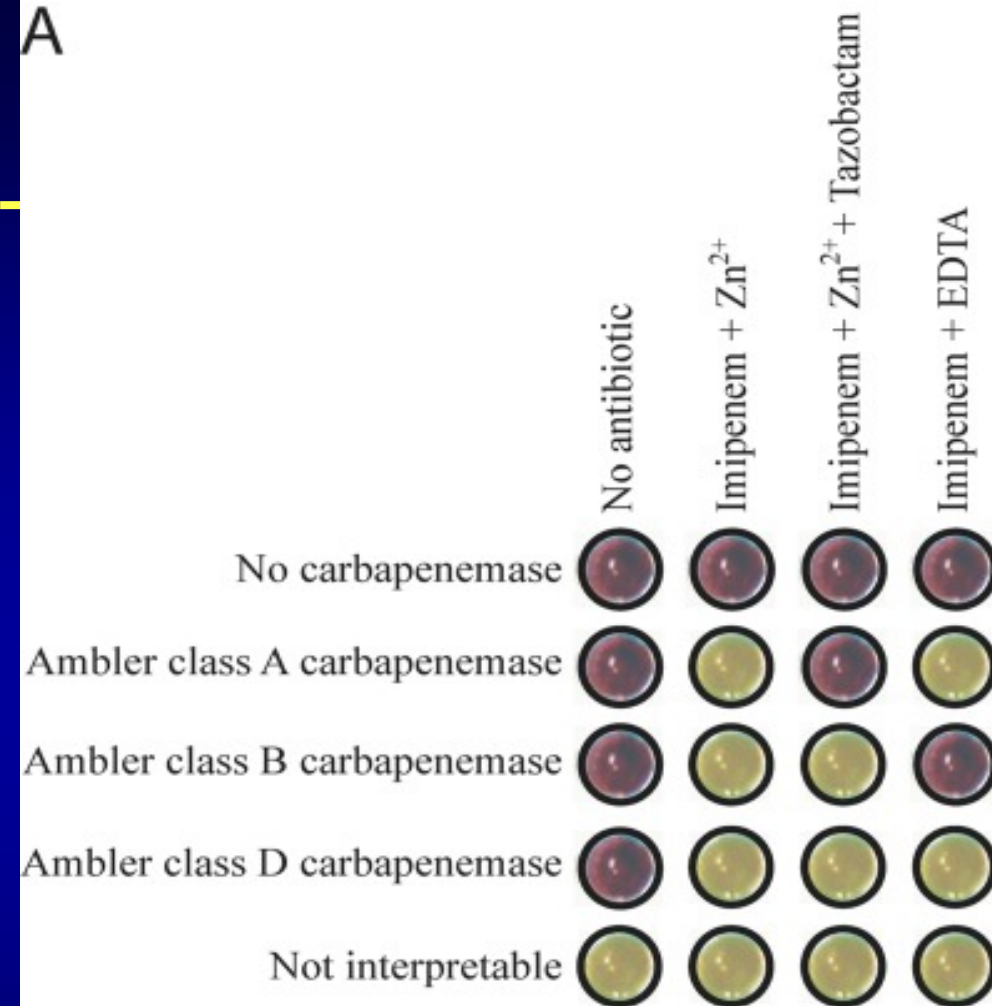 A
No antibiotic
Imipenem + Zn²⁺
Imipenem + Zn²⁺ + Tazobactam
Imipenem + EDTA
No carbapenemase
Ambler class A carbapenemase
Ambler class B carbapenemase
Ambler class D carbapenemase
Not interpretable